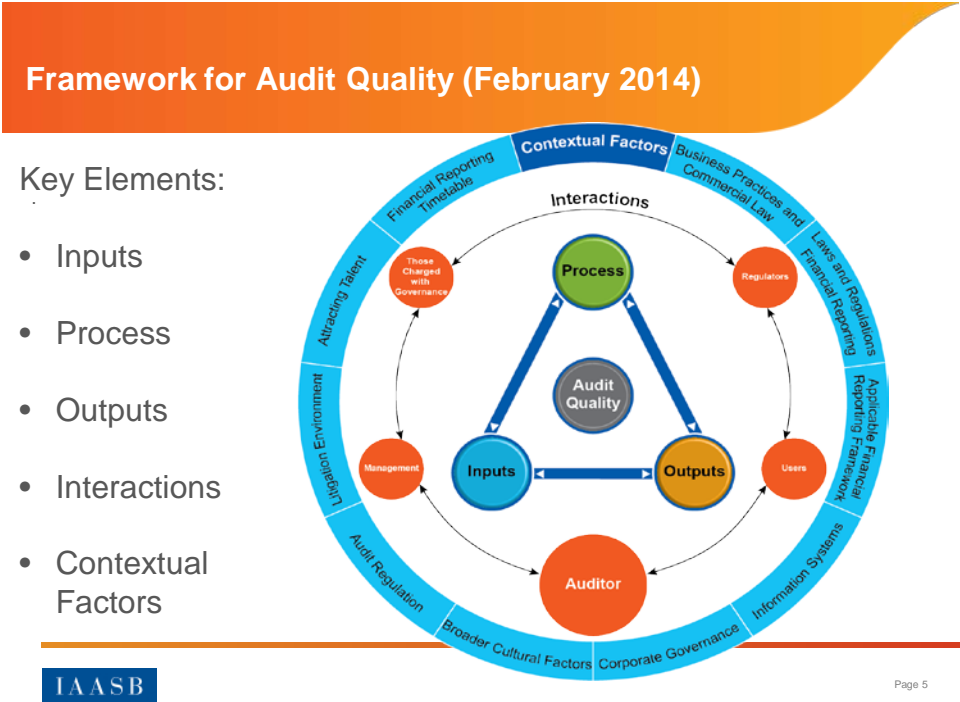 Framework for Audit Quality (February 2014)
Key Elements:
• Inputs
• Process
• Outputs
• Interactions
• Contextual
Factors
Contextual Factors
Business Practices and
Commercial Law
Laws and Regulations
Financial Reporting
Applicable Financial
Reporting Framework
Information Systems
Corporate Governance
Broader Cultural Factors
Audit Regulation
Litigation Environment
Attracting Talent
Financial Reporting
Timetable
Interactions
Those
Charged
with
Governance
Regulators
Process
Audit
Quality
Inputs
Outputs
Management
Users
Auditor
IAASB
Page 5